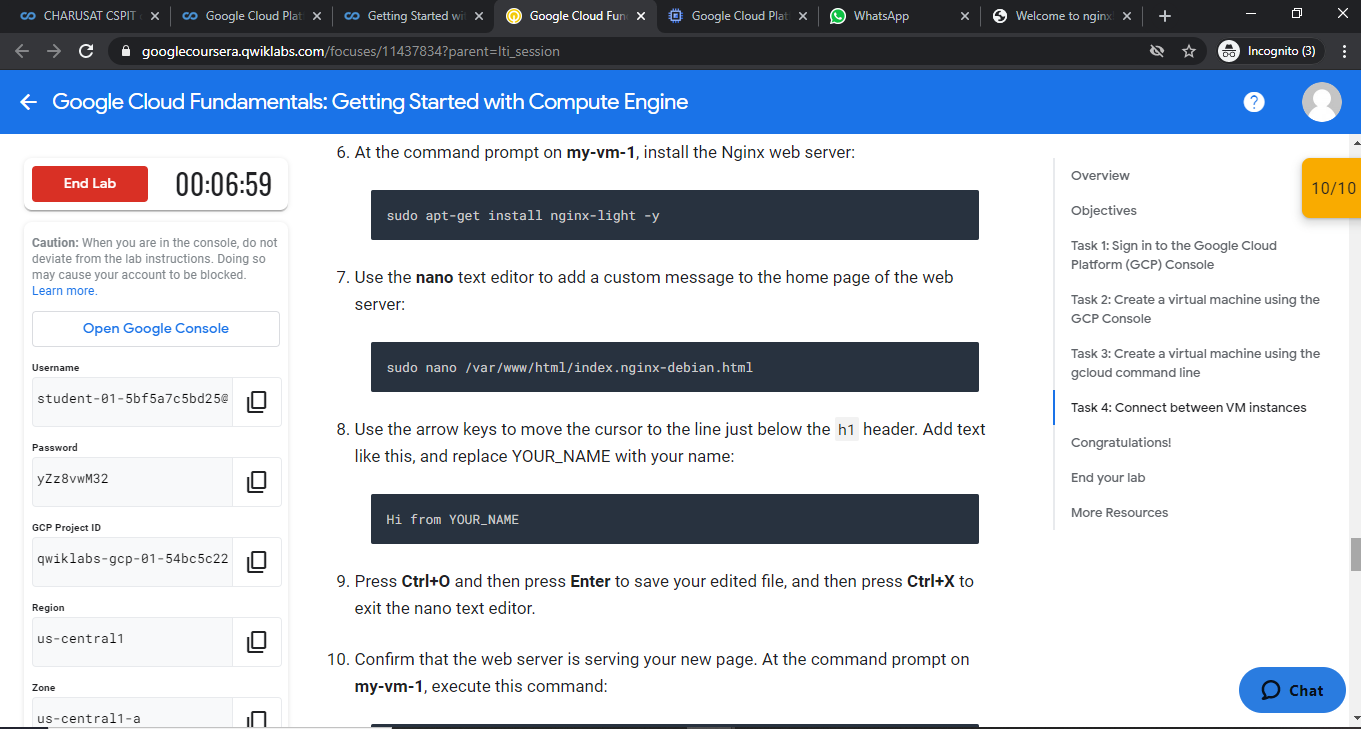 CHARUSAT CSPIT
Google Cloud Plat
Getting Started wit
Google Cloud Fun
Google Cloud Plat
WhatsApp
Welcome to nginx
googlecoursera.qwiklabs.com/focuses/11437834?parent=lti_session
Incognito (3)
Google Cloud Fundamentals: Getting Started with Compute Engine
End Lab
00:06:59
Caution: When you are in the console, do not
deviate from the lab instructions. Doing so
may cause your account to be blocked.
Learn more.
Open Google Console
Username
student-01-5bf5a7c5bd25@
Password
yZz8vwM32
GCP Project ID
qwiklabs-gcp-01-54bc5c22
Region
us-central1
Zone
us-central1-a
6. At the command prompt on my-vm-1, install the Nginx web server:
sudo apt-get install nginx-light -y
7. Use the nano text editor to add a custom message to the home page of the web
server:
sudo nano /var/www/html/index.nginx-debian.html
8. Use the arrow keys to move the cursor to the line just below the h1 header. Add text
like this, and replace YOUR_NAME with your name:
Hi from YOUR_NAME
9. Press Ctrl+O and then press Enter to save your edited file, and then press Ctrl+X to
exit the nano text editor.
10. Confirm that the web server is serving your new page. At the command prompt on
my-vm-1, execute this command:
Overview
Objectives
Task 1: Sign in to the Google Cloud
Platform (GCP) Console
Task 2: Create a virtual machine using the
GCP Console
Task 3: Create a virtual machine using the
gcloud command line
Task 4: Connect between VM instances
Congratulations!
End your lab
More Resources
10/10
Chat